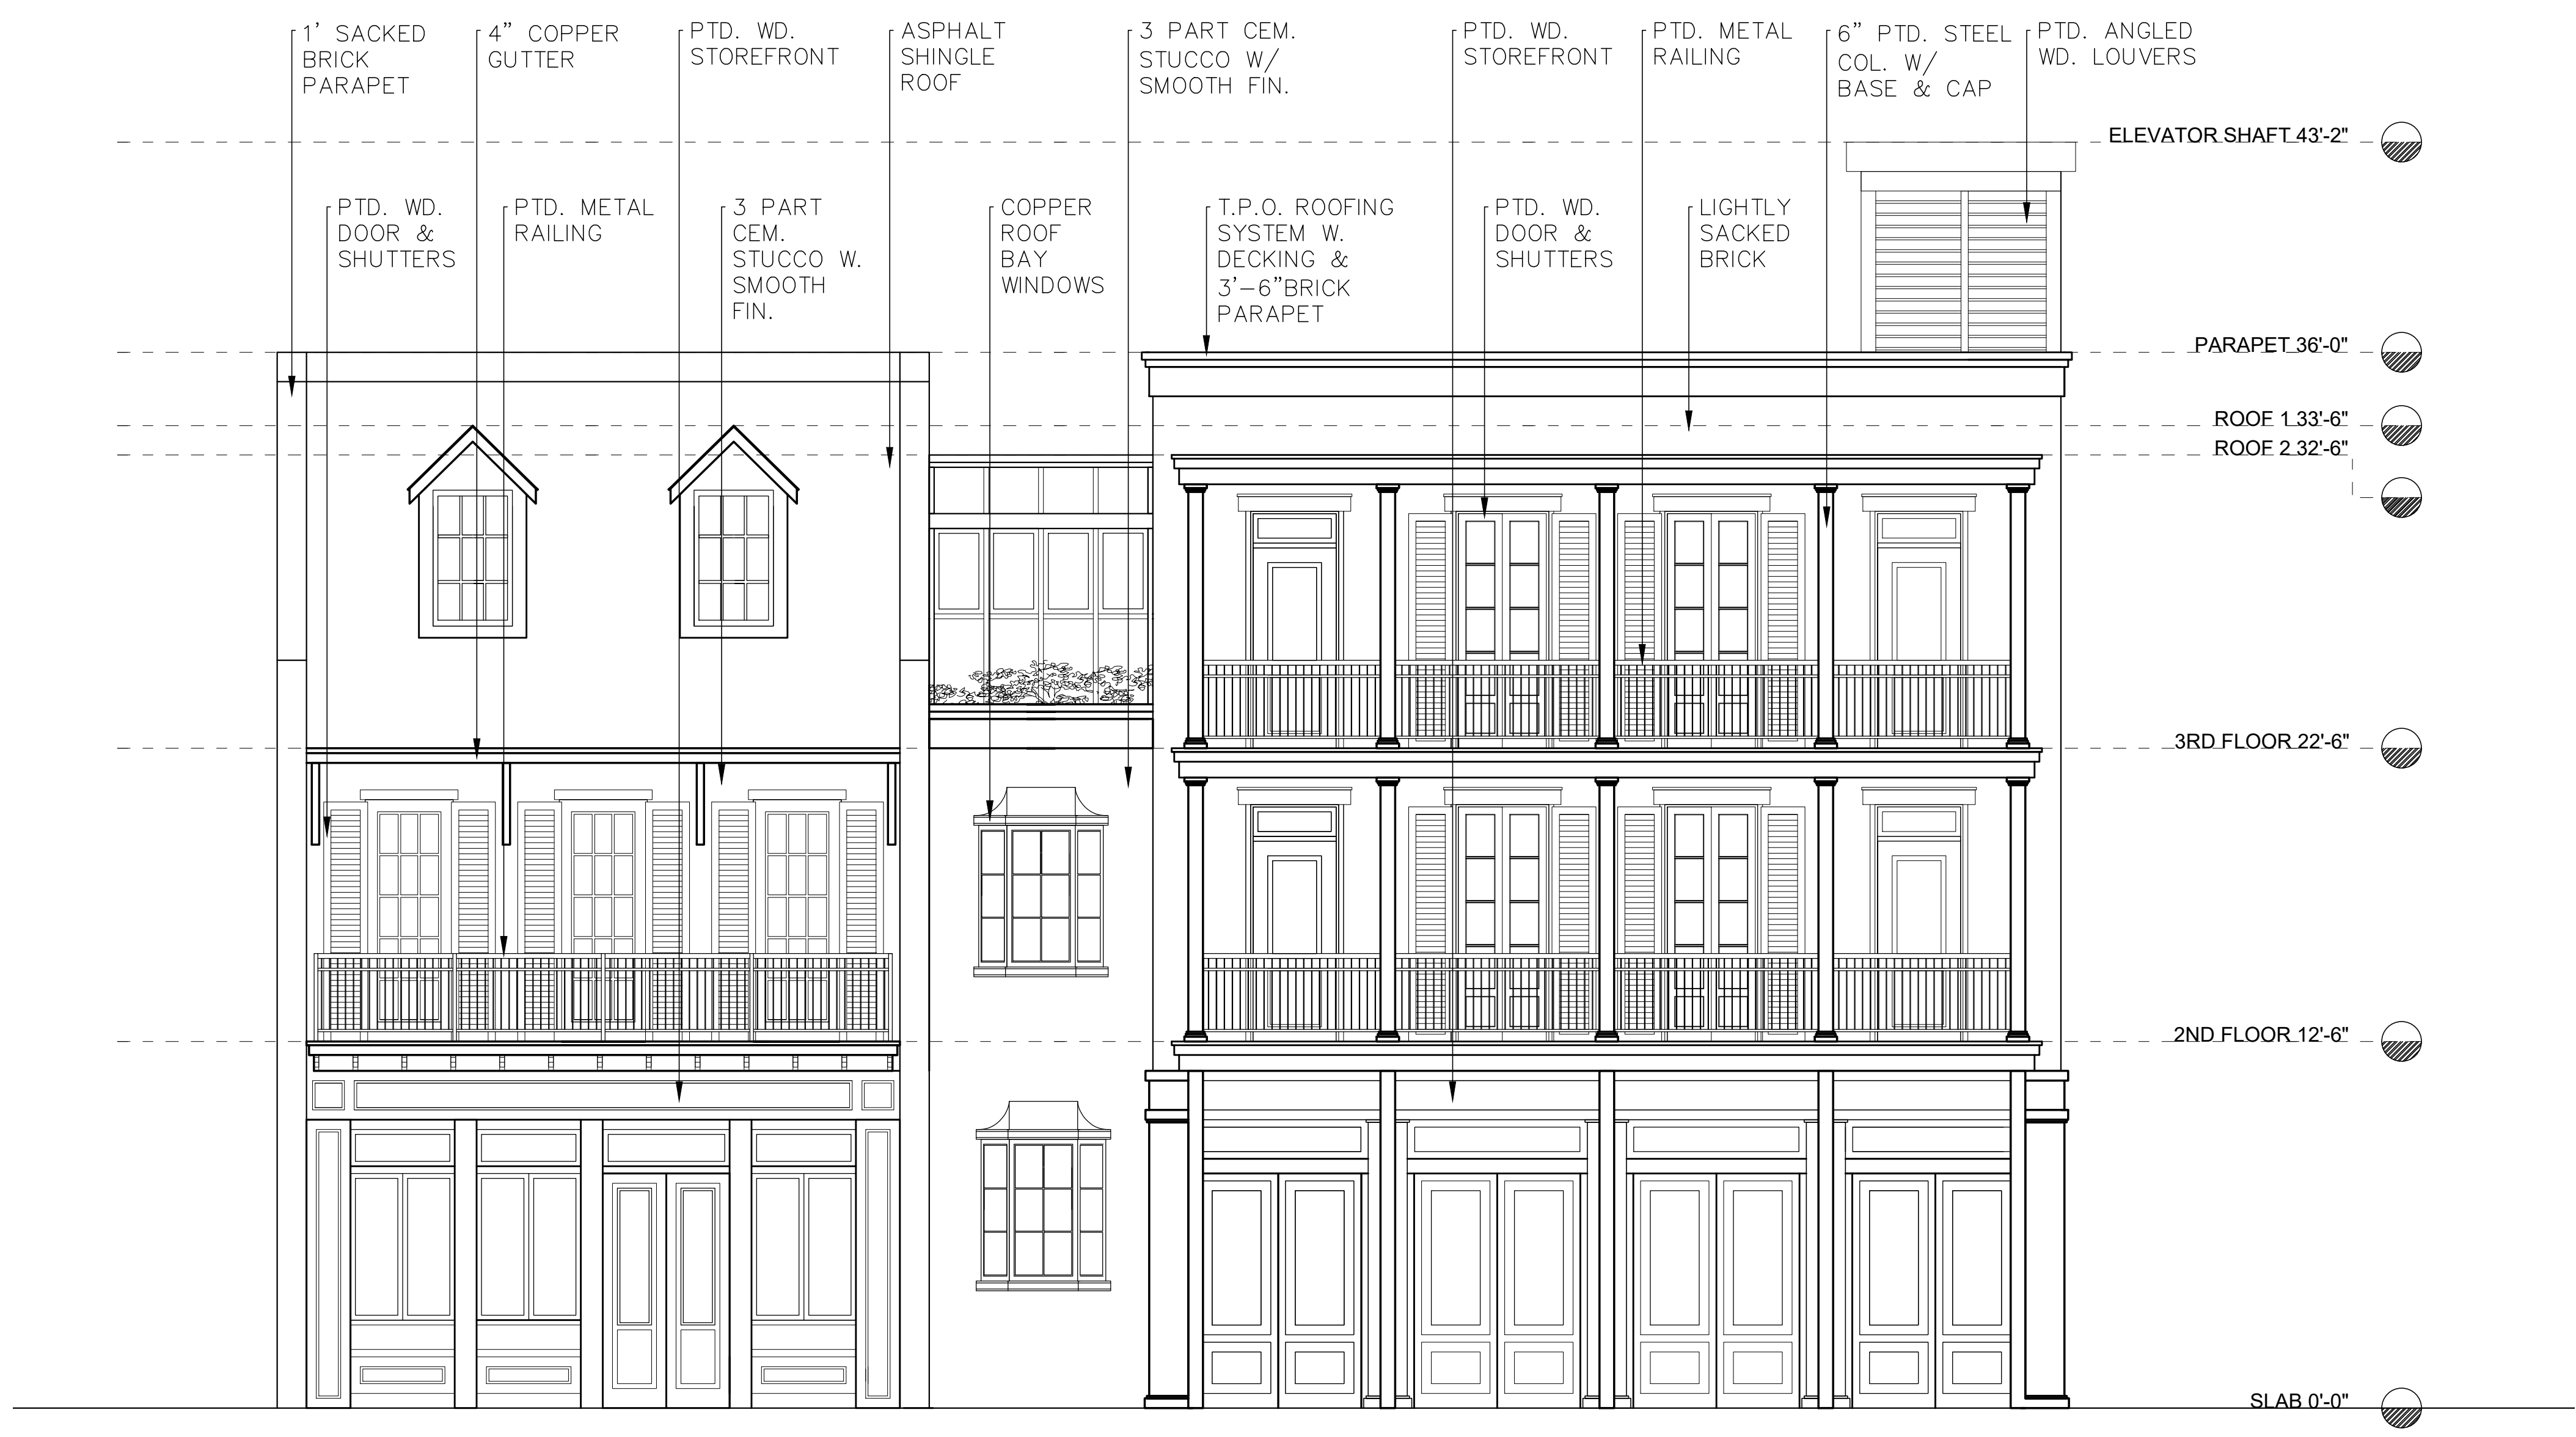 1' SACKED
BRICK
PARAPET
4” COPPER
GUTTER
PTD. WD.
STOREFRONT
ASPHALT
SHINGLE
ROOF
3 PART CEM.
STUCCO W/
SMOOTH FIN.
PTD. WD.
STOREFRONT
PTD. METAL
RAILING
6” PTD. STEEL
COL. W/
BASE & CAP
PTD. ANGLED
WD. LOUVERS
ELEVATOR SHAFT 43'-2"
PTD. WD.
DOOR &
SHUTTERS
PTD. METAL
RAILING
3 PART
CEM.
STUCCO W.
SMOOTH
FIN.
COPPER
ROOF
BAY
WINDOWS
T.P.O. ROOFING
SYSTEM W.
DECKING &
3'–6”BRICK
PARAPET
PTD. WD.
DOOR &
SHUTTERS
LIGHTLY
SACKED
BRICK
PARAPET 36'-0"
ROOF 1 33'-6"
ROOF 2 32'-6"
3RD FLOOR 22'-6"
2ND FLOOR 12'-6"
SLAB 0'-0"